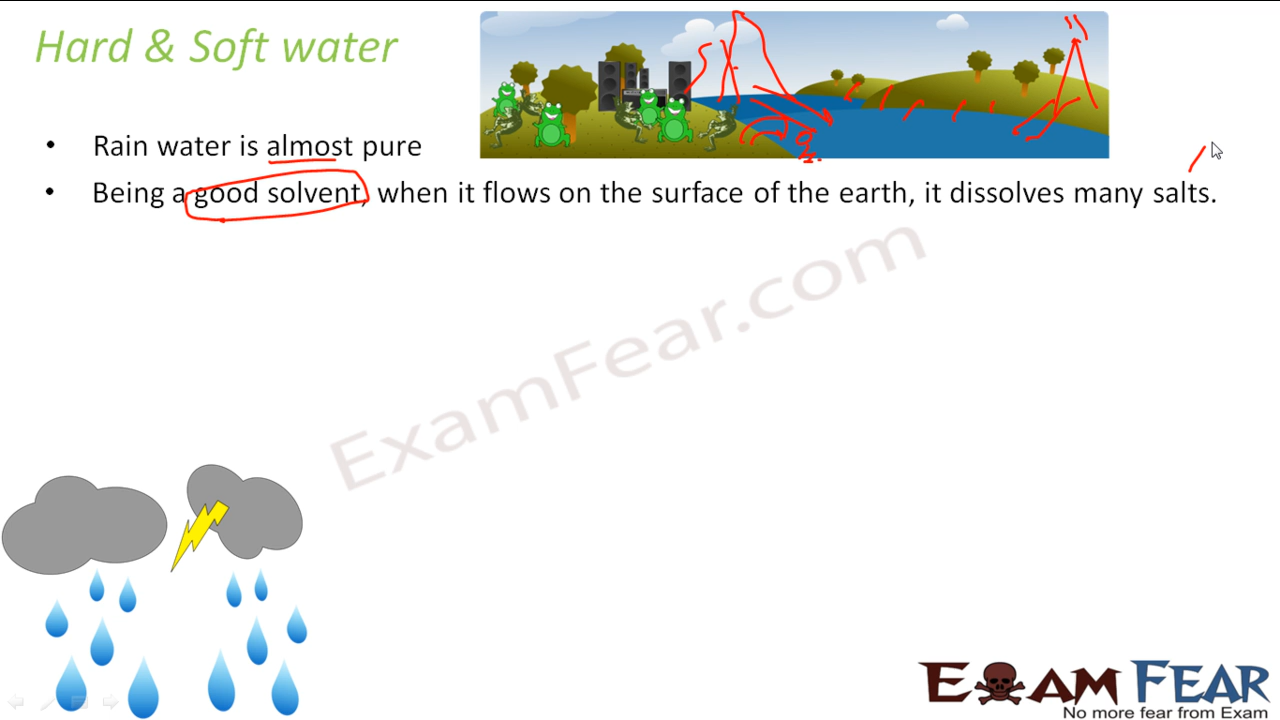 Hard & Soft water
• Rain water is almost pure
• Being a good solvent, when it flows on the surface of the earth, it dissolves many salts.
ExamFear.com
EXAM FEAR
No more fear from Exam